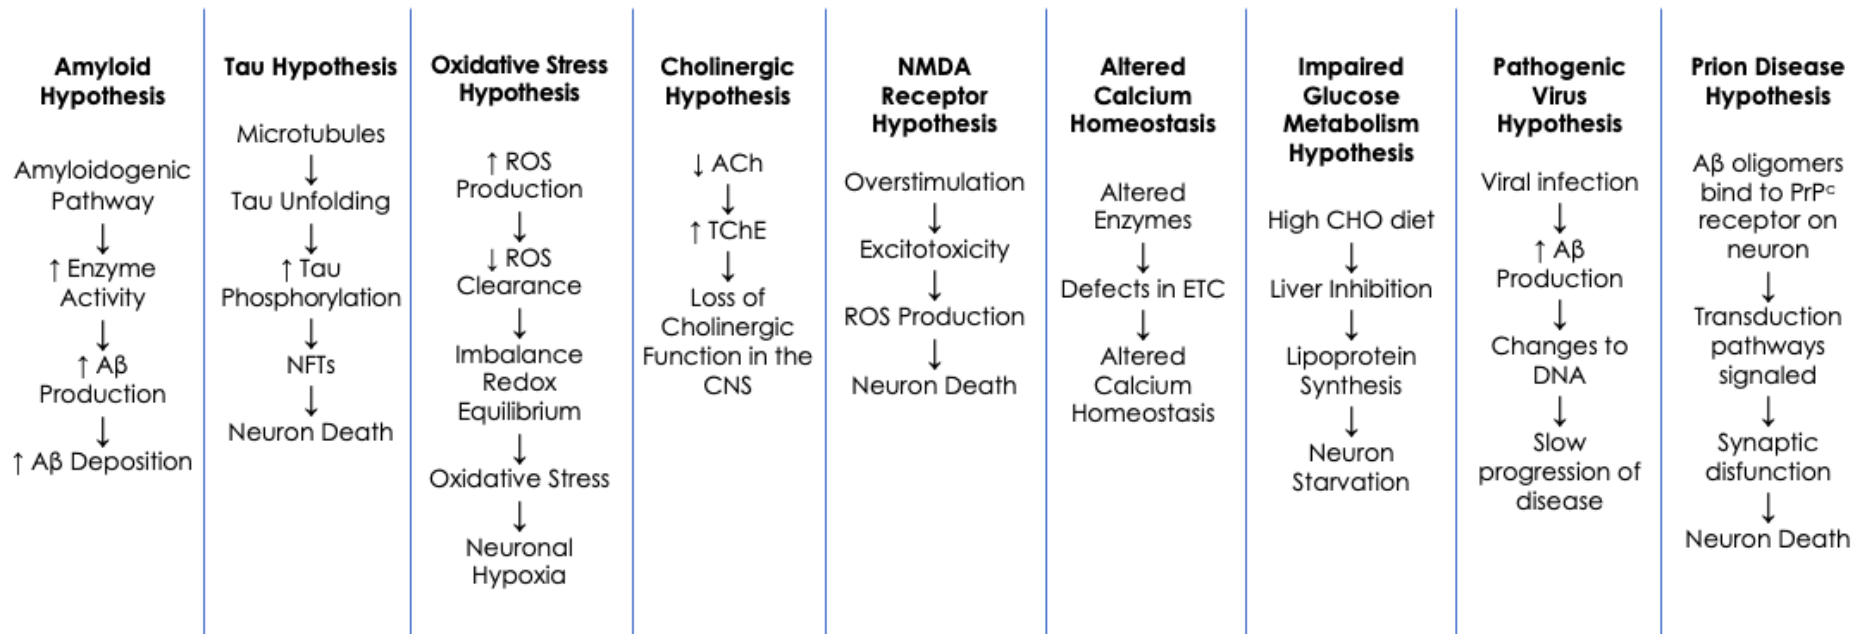 Amyloid
Hypothesis
Amyloidogenic
Pathway
↓
↑ Enzyme
Activity
↓
↑ Aβ
Production
↓
↑ Aβ Deposition
Tau Hypothesis
Microtubules
↓
Tau Unfolding
↓
↑ Tau
Phosphorylation
↓
NFTs
↓
Neuron Death
Oxidative Stress
Hypothesis
↑ ROS
Production
↓
↓ ROS
Clearance
↓
Imbalance
Redox
Equilibrium
↓
Oxidative Stress
↓
Neuronal
Hypoxia
Cholinergic
Hypothesis
↓ ACh
↓
↑ TChE
↓
Loss of
Cholinergic
Function in the
CNS
NMDA
Receptor
Hypothesis
Overstimulation
↓
Excitotoxicity
↓
ROS Production
↓
Neuron Death
Altered
Calcium
Homeostasis
Altered
Enzymes
↓
Defects in ETC
↓
Altered
Calcium
Homeostasis
Impaired
Glucose
Metabolism
Hypothesis
High CHO diet
↓
Liver Inhibition
↓
Lipoprotein
Synthesis
↓
Neuron
Starvation
Pathogenic
Virus
Hypothesis
Viral infection
↓
↑ Aβ
Production
↓
Changes to
DNA
↓
Slow
progression of
disease
Prion Disease
Hypothesis
Aβ oligomers
bind to PrPᶜ
receptor on
neuron
↓
Transduction
pathways
signaled
↓
Synaptic
disfunction
↓
Neuron Death